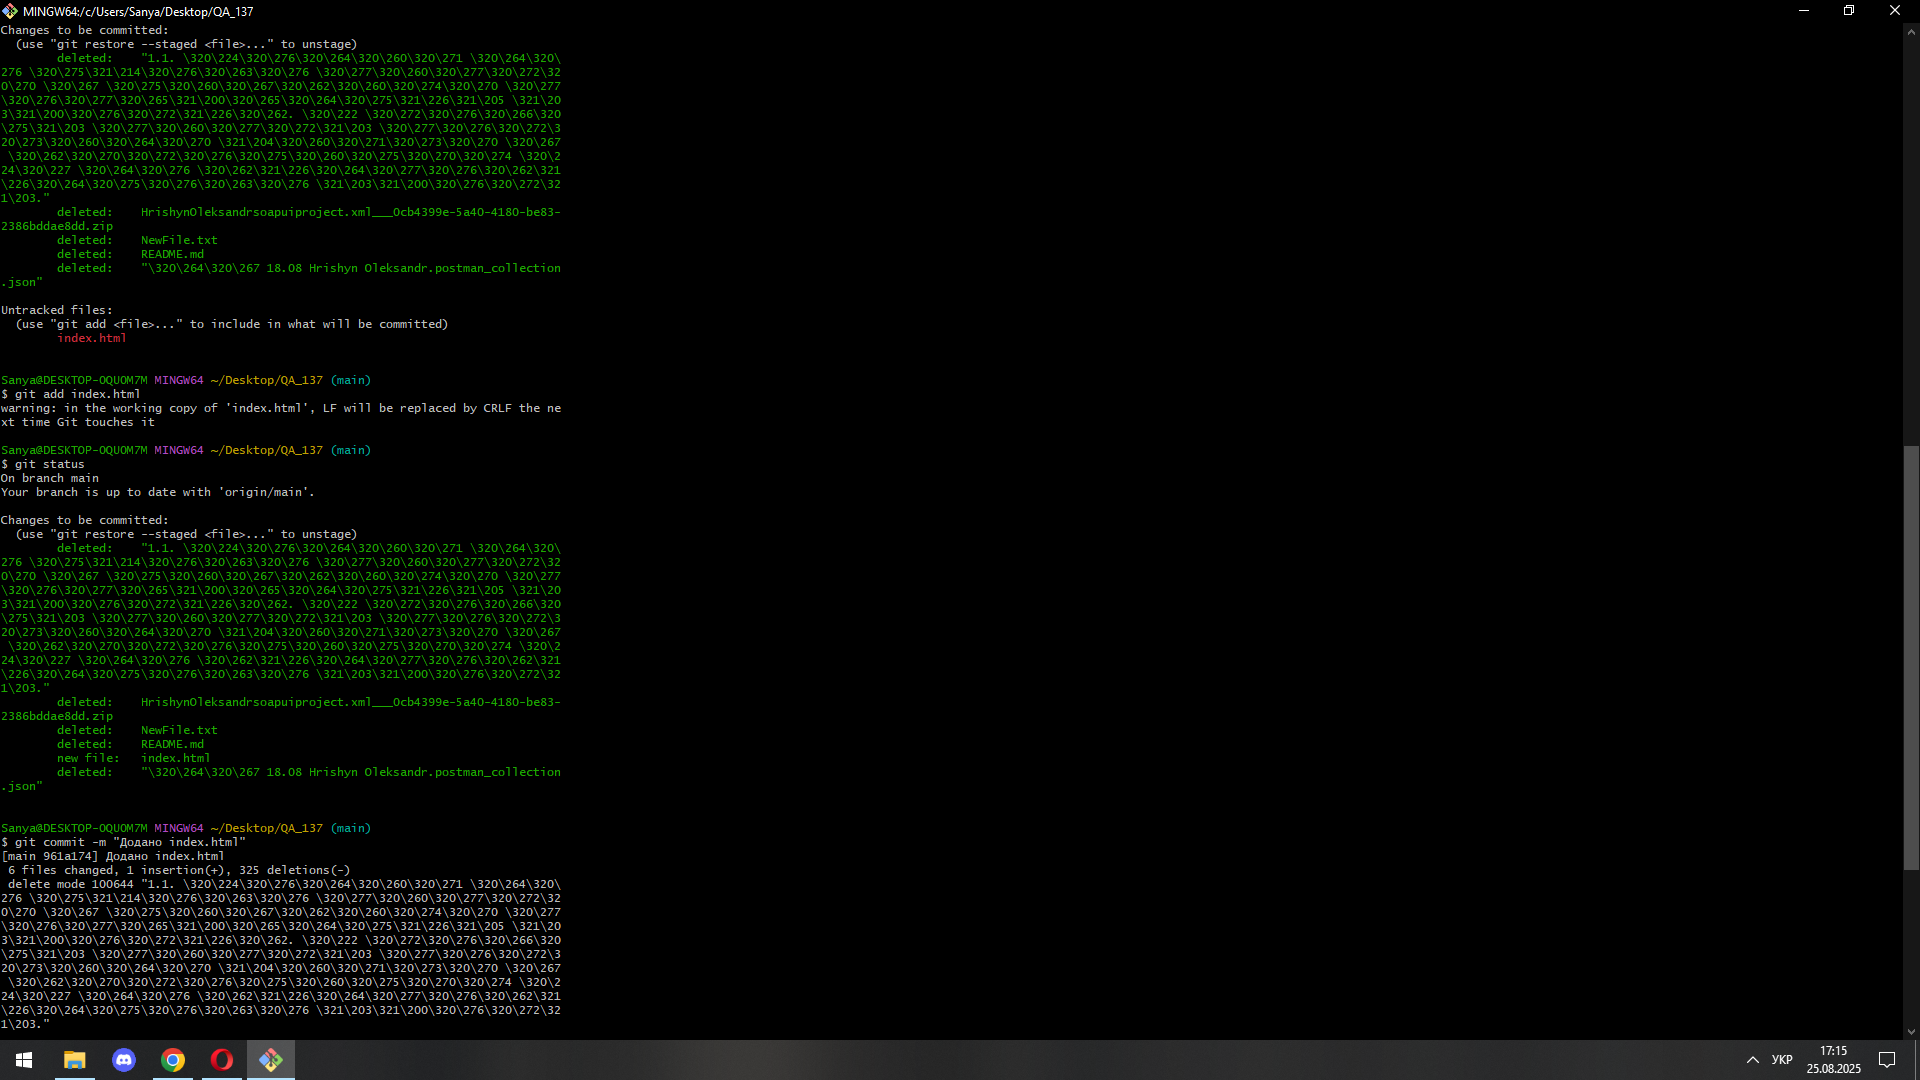 MINGW64:/c/Users/Sanya/Desktop/QA_137
Changes to be committed:
  (use "git restore --staged <file>..." to unstage)
        deleted:    "1.1. \320\224\320\276\320\264\320\260\320\271 \320\264\320\
276 \320\275\321\214\320\276\320\263\320\276 \320\277\320\260\320\277\320\272\32
0\270 \320\267 \320\275\320\260\320\267\320\262\320\260\320\274\320\270 \320\277
\320\276\320\277\320\265\321\200\320\265\320\264\320\275\321\226\321\205 \321\20
3\321\200\320\276\320\272\321\226\320\262. \320\222 \320\272\320\276\320\266\320
\275\321\203 \320\277\320\260\320\277\320\272\321\203 \320\277\320\276\320\272\3
20\273\320\260\320\264\320\270 \321\204\320\260\320\271\320\273\320\270 \320\267
 \320\262\320\270\320\272\320\276\320\275\320\260\320\275\320\270\320\274 \320\2
24\320\227 \320\264\320\276 \320\262\321\226\320\264\320\277\320\276\320\262\321
\226\320\264\320\275\320\276\320\263\320\276 \321\203\321\200\320\276\320\272\32
1\203."
        deleted:    HrishynOleksandrsoapuiproject.xml___0cb4399e-5a40-4180-be83-
2386bddae8dd.zip
        deleted:    NewFile.txt
        deleted:    README.md
        deleted:    "\320\264\320\267 18.08 Hrishyn Oleksandr.postman_collection
.json"
Untracked files:
  (use "git add <file>..." to include in what will be committed)
        index.html
Sanya@DESKTOP-OQUOM7M MINGW64 ~/Desktop/QA_137 (main)
$ git add index.html
warning: in the working copy of 'index.html', LF will be replaced by CRLF the ne
xt time Git touches it
Sanya@DESKTOP-OQUOM7M MINGW64 ~/Desktop/QA_137 (main)
$ git status
On branch main
Your branch is up to date with 'origin/main'.
Changes to be committed:
  (use "git restore --staged <file>..." to unstage)
        deleted:    "1.1. \320\224\320\276\320\264\320\260\320\271 \320\264\320\
276 \320\275\321\214\320\276\320\263\320\276 \320\277\320\260\320\277\320\272\32
0\270 \320\267 \320\275\320\260\320\267\320\262\320\260\320\274\320\270 \320\277
\320\276\320\277\320\265\321\200\320\265\320\264\320\275\321\226\321\205 \321\20
3\321\200\320\276\320\272\321\226\320\262. \320\222 \320\272\320\276\320\266\320
\275\321\203 \320\277\320\260\320\277\320\272\321\203 \320\277\320\276\320\272\3
20\273\320\260\320\264\320\270 \321\204\320\260\320\271\320\273\320\270 \320\267
 \320\262\320\270\320\272\320\276\320\275\320\260\320\275\320\270\320\274 \320\2
24\320\227 \320\264\320\276 \320\262\321\226\320\264\320\277\320\276\320\262\321
\226\320\264\320\275\320\276\320\263\320\276 \321\203\321\200\320\276\320\272\32
1\203."
        deleted:    HrishynOleksandrsoapuiproject.xml___0cb4399e-5a40-4180-be83-
2386bddae8dd.zip
        deleted:    NewFile.txt
        deleted:    README.md
        new file:   index.html
        deleted:    "\320\264\320\267 18.08 Hrishyn Oleksandr.postman_collection
.json"
Sanya@DESKTOP-OQUOM7M MINGW64 ~/Desktop/QA_137 (main)
$ git commit -m "Додано index.html"
[main 961a174] Додано index.html
 6 files changed, 1 insertion(+), 325 deletions(-)
 delete mode 100644 "1.1. \320\224\320\276\320\264\320\260\320\271 \320\264\320\
276 \320\275\321\214\320\276\320\263\320\276 \320\277\320\260\320\277\320\272\32
0\270 \320\267 \320\275\320\260\320\267\320\262\320\260\320\274\320\270 \320\277
\320\276\320\277\320\265\321\200\320\265\320\264\320\275\321\226\321\205 \321\20
3\321\200\320\276\320\272\321\226\320\262. \320\222 \320\272\320\276\320\266\320
\275\321\203 \320\277\320\260\320\277\320\272\321\203 \320\277\320\276\320\272\3
20\273\320\260\320\264\320\270 \321\204\320\260\320\271\320\273\320\270 \320\267
 \320\262\320\270\320\272\320\276\320\275\320\260\320\275\320\270\320\274 \320\2
24\320\227 \320\264\320\276 \320\262\321\226\320\264\320\277\320\276\320\262\321
\226\320\264\320\275\320\276\320\263\320\276 \321\203\321\200\320\276\320\272\32
1\203."
УКР
17:15
25.08.2025